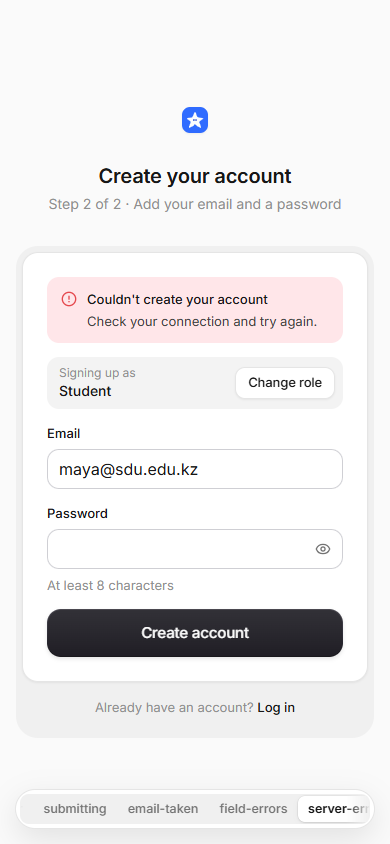 Create your account
Step 2 of 2 · Add your email and a password
Couldn't create your account
Check your connection and try again.
Signing up as
Student
Change role
Email
maya@sdu.edu.kz
Password
At least 8 characters
Create account
Already have an account? Log in
submitting email-taken field-errors